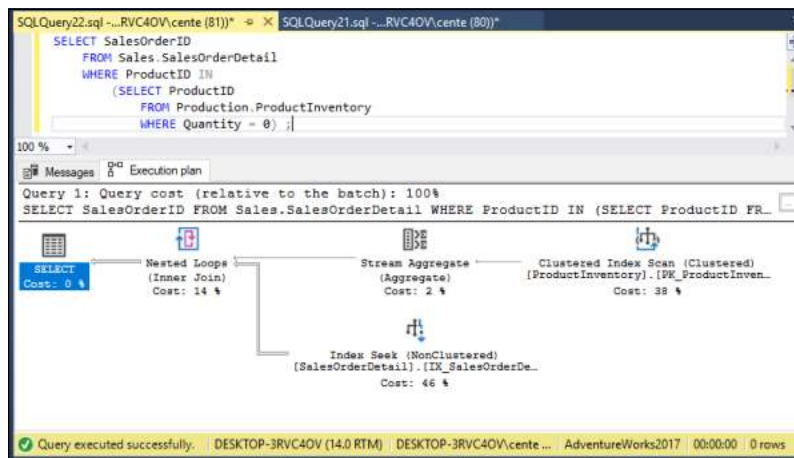 SQLQuery22.sql -...RVC4OV\cente (81))* SQLQuery21.sql -...RVC4OV\cente (80))*
SELECT SalesOrderID
FROM Sales.SalesOrderDetail
WHERE ProductID IN
(SELECT ProductID
FROM Production.ProductInventory
WHERE Quantity = 0) ;
100 %
Messages Execution plan
Query 1: Query cost (relative to the batch): 100%
SELECT SalesOrderID FROM Sales.SalesOrderDetail WHERE ProductID IN (SELECT ProductID FR…
SELECT
Cost: 0 %
Nested Loops
(Inner Join)
Cost: 14 %
Stream Aggregate
(Aggregate)
Cost: 2 %
Clustered Index Scan (Clustered)
[ProductInventory].[PK_ProductInven…
Cost: 38 %
Index Seek (NonClustered)
[SalesOrderDetail].[IX_SalesOrderDe…
Cost: 46 %
Query executed successfully. DESKTOP-3RVC4OV (14.0 RTM) DESKTOP-3RVC4OV\cente ... AdventureWorks2017 00:00:00 0 rows